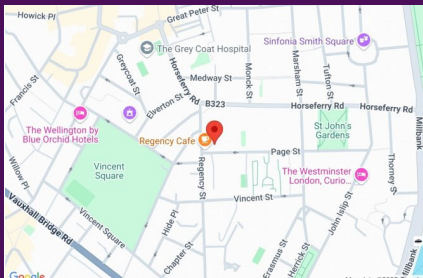 Howick Pl
Great Peter St
The Grey Coat Hospital
Sinfonia Smith Square
Greycoat St
Horseferry Rd
Medway St
Monck St
Marsham St
Tufton St
Francis St
Elverton St
B323
Horseferry Rd
Horseferry Rd
Millbank
The Wellington by
Blue Orchid Hotels
Regency Cafe
St John's
Gardens
Page St
Willow Pl
Vincent
Square
Regency St
The Westminster
London, Curio...
Thorney St
Vincent St
Hide Pl
John Islip St
Vauxhall Bridge Rd
Vincent Square
Chapter St
Erasmus St
Herrick St
Millbank
Google